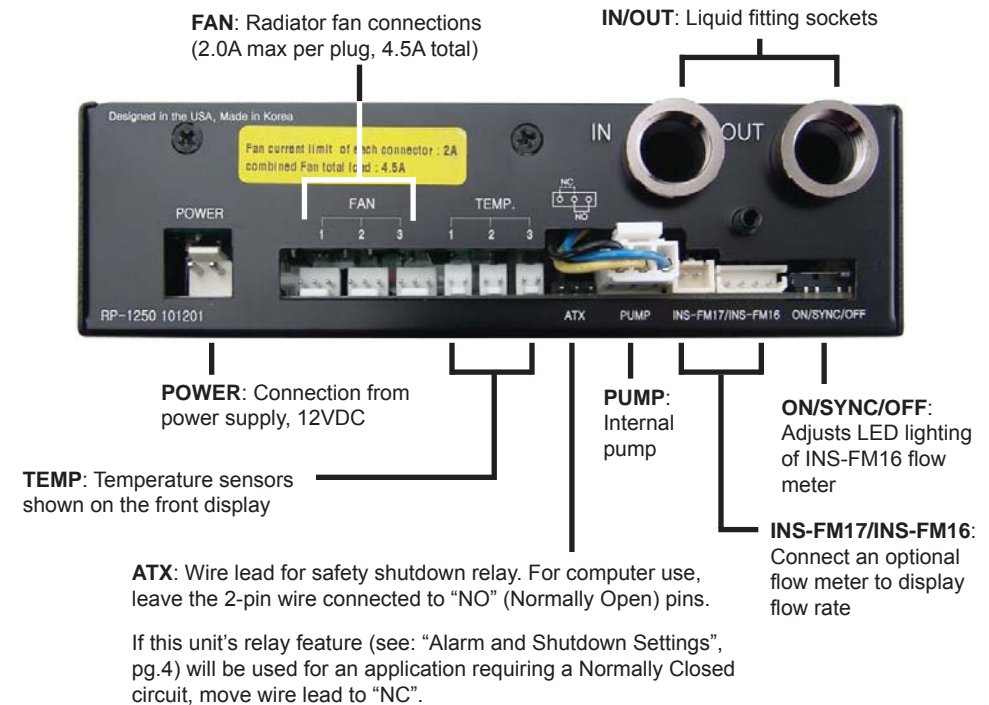 FAN: Radiator fan connections
(2.0A max per plug, 4.5A total)
IN/OUT: Liquid fitting sockets
Designed in the USA, Made in Korea
Fan current limit of each connector : 2A
combined Fan total load : 4.5A
IN
OUT
POWER
FAN
1 2 3
TEMP.
1 2 3
NC
NO
RP-1250 101201
ATX
PUMP
INS-FM17/INS-FM16
ON/SYNC/OFF
POWER: Connection from
power supply, 12VDC
TEMP: Temperature sensors
shown on the front display
PUMP:
Internal
pump
ON/SYNC/OFF:
Adjusts LED lighting
of INS-FM16 flow
meter
INS-FM17/INS-FM16:
Connect an optional
flow meter to display
flow rate
ATX: Wire lead for safety shutdown relay. For computer use,
leave the 2-pin wire connected to “NO” (Normally Open) pins.
If this unit’s relay feature (see: “Alarm and Shutdown Settings”,
pg.4) will be used for an application requiring a Normally Closed
circuit, move wire lead to “NC”.